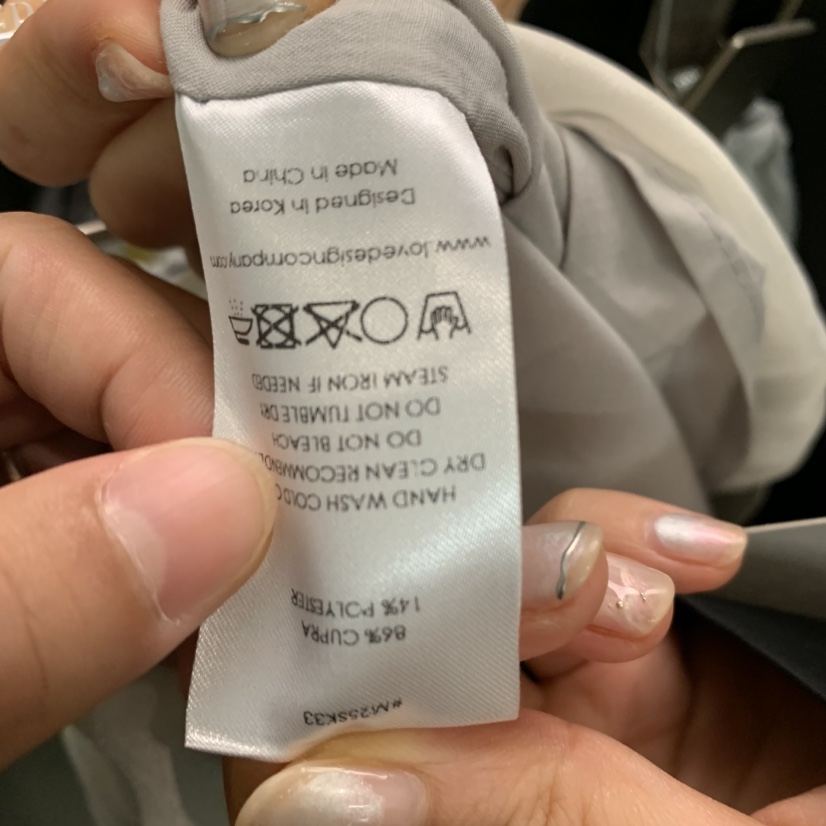 #M25SK33
86% CUPRA
14% POLYESTER
HAND WASH COLD
DRY CLEAN
DO NOT BLEACH
DO NOT TUMBLE DRY
STEAM IRON IF NEEDED
www.lovedesigncompany.com
Designed in Korea
Made in China